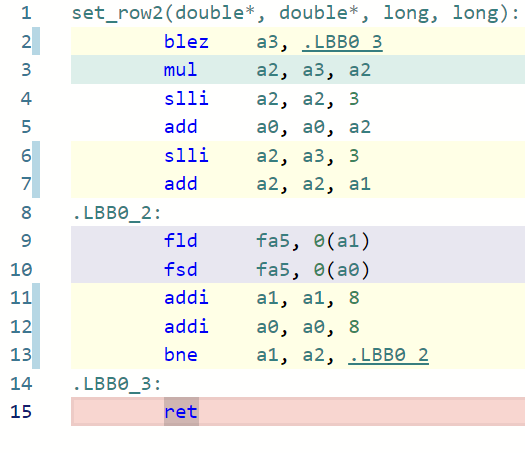 1 set_row2(double*, double*, long, long):
2 blez a3, .LBB0_3
3 mul a2, a3, a2
4 slli a2, a2, 3
5 add a0, a0, a2
6 slli a2, a3, 3
7 add a2, a2, a1
8 .LBB0_2:
9 fld fa5, 0(a1)
10 fsd fa5, 0(a0)
11 addi a1, a1, 8
12 addi a0, a0, 8
13 bne a1, a2, .LBB0_2
14 .LBB0_3:
15 ret